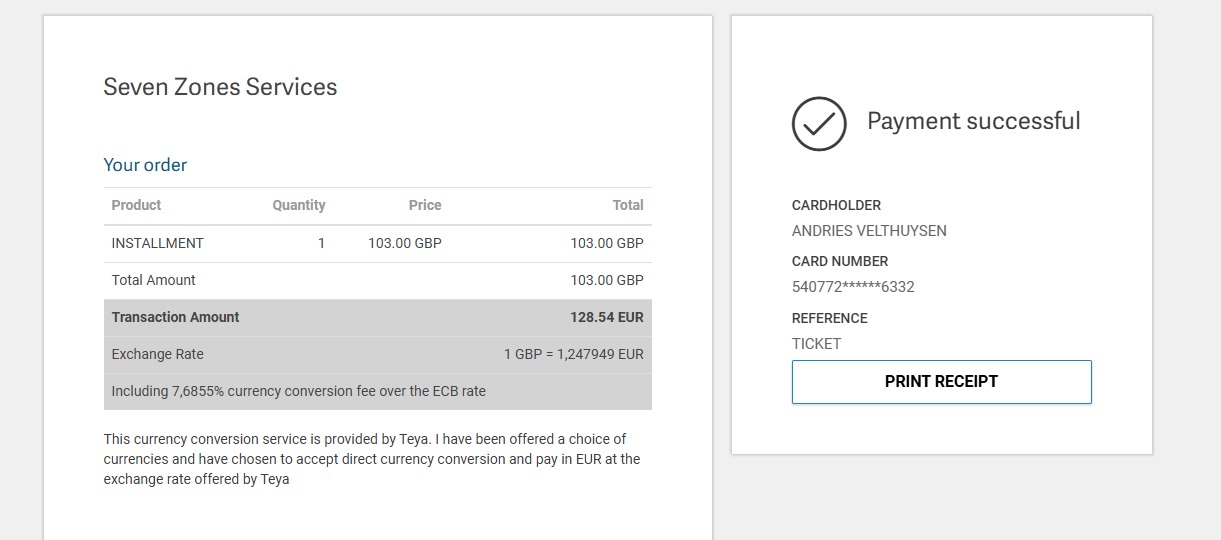 Seven Zones Services
Your order
Product Quantity Price Total
INSTALLMENT 1 103.00 GBP 103.00 GBP
Total Amount 103.00 GBP
Transaction Amount 128.54 EUR
Exchange Rate 1 GBP = 1,247949 EUR
Including 7,6855% currency conversion fee over the ECB rate
This currency conversion service is provided by Teya. I have been offered a choice of
currencies and have chosen to accept direct currency conversion and pay in EUR at the
exchange rate offered by Teya
Payment successful
CARDHOLDER
ANDRIES VELTHUYSEN
CARD NUMBER
540772******6332
REFERENCE
TICKET
PRINT RECEIPT